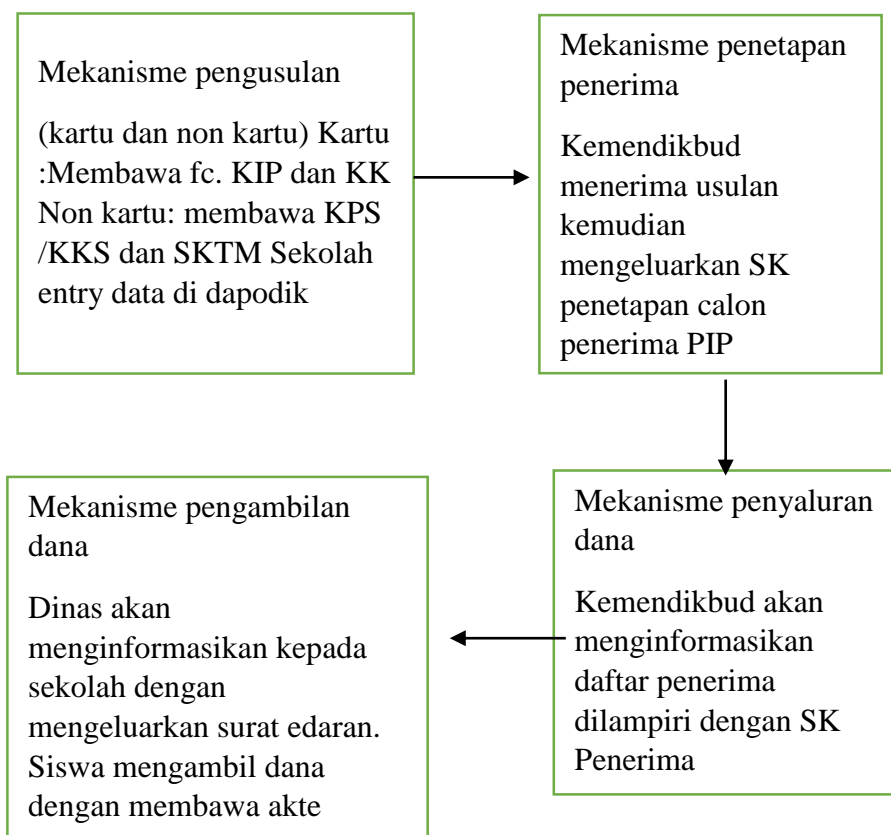 Mekanisme pengusulan
(kartu dan non kartu) Kartu
:Membawa fc. KIP dan KK
Non kartu: membawa KPS
/KKS dan SKTM Sekolah
entry data di dapodik
Mekanisme penetapan
penerima
Kemendikbud
menerima usulan
kemudian
mengeluarkan SK
penetapan calon
penerima PIP
Mekanisme penyaluran
dana
Kemendikbud akan
menginformasikan
daftar penerima
dilampiri dengan SK
Penerima
Mekanisme pengambilan
dana
Dinas akan
menginformasikan kepada
sekolah dengan
mengeluarkan surat edaran.
Siswa mengambil dana
dengan membawa akte